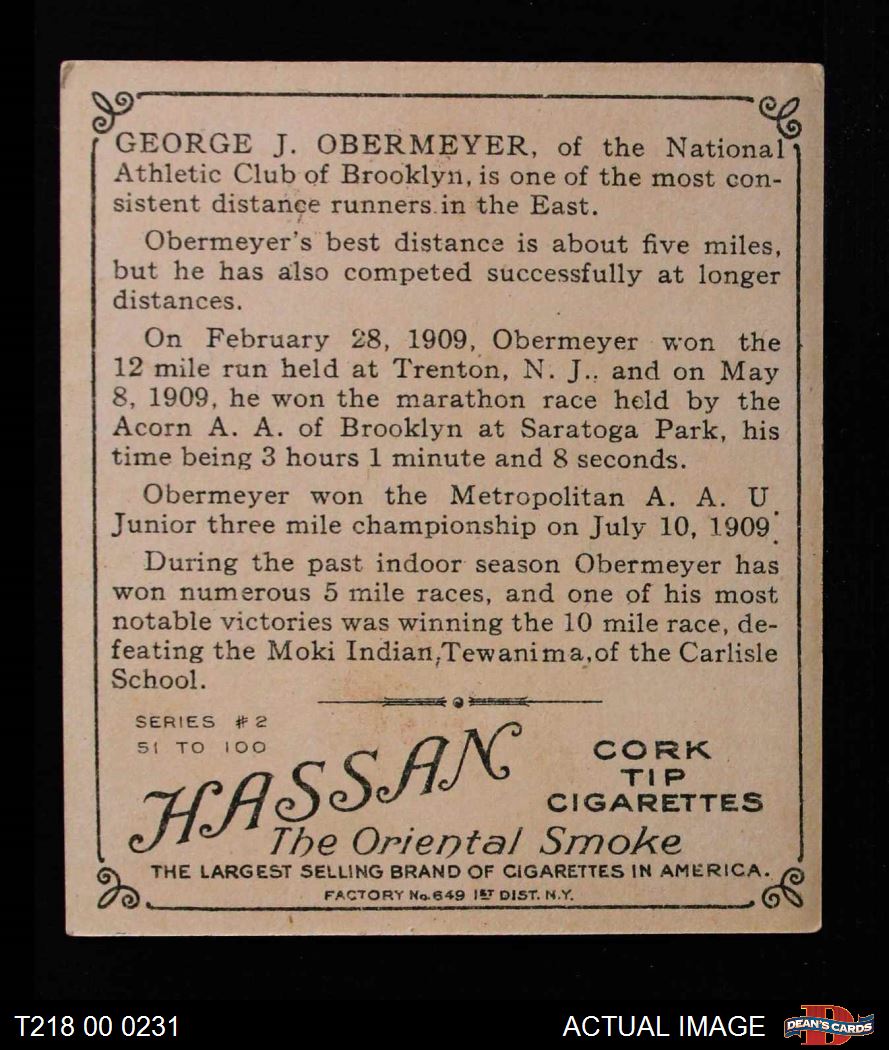 GEORGE J. OBERMEYER, of the National
Athletic Club of Brooklyn, is one of the most con-
sistent distance runners in the East.
Obermeyer's best distance is about five miles,
but he has also competed successfully at longer
distances.
On February 28, 1909, Obermeyer won the
12 mile run held at Trenton, N. J., and on May
8, 1909, he won the marathon race held by the
Acorn A. A. of Brooklyn at Saratoga Park, his
time being 3 hours 1 minute and 8 seconds.
Obermeyer won the Metropolitan A. A. U.
Junior three mile championship on July 10, 1909.
During the past indoor season Obermeyer has
won numerous 5 mile races, and one of his most
notable victories was winning the 10 mile race, de-
feating the Moki Indian, Tewanima, of the Carlisle
School.
SERIES #2
51 TO 100
HASSAN
CORK
TIP
CIGARETTES
The Oriental Smoke
THE LARGEST SELLING BRAND OF CIGARETTES IN AMERICA.
FACTORY No. 649 1ST DIST. N.Y.
T218 00 0231
ACTUAL IMAGE
D
DEAN'S CARDS